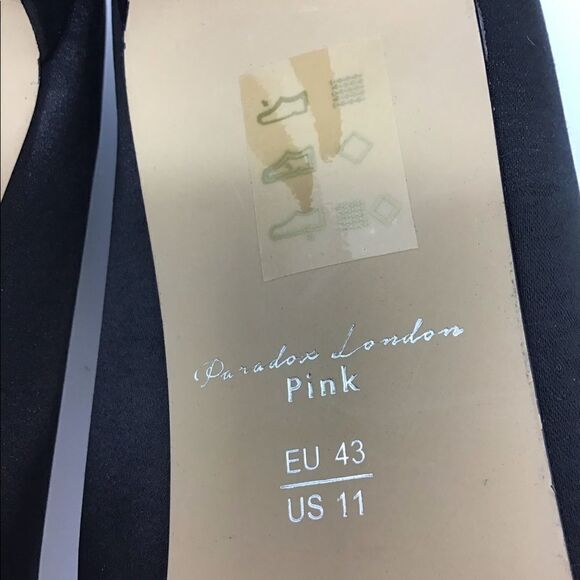 Paradox London
Pink
EU 43
US 11